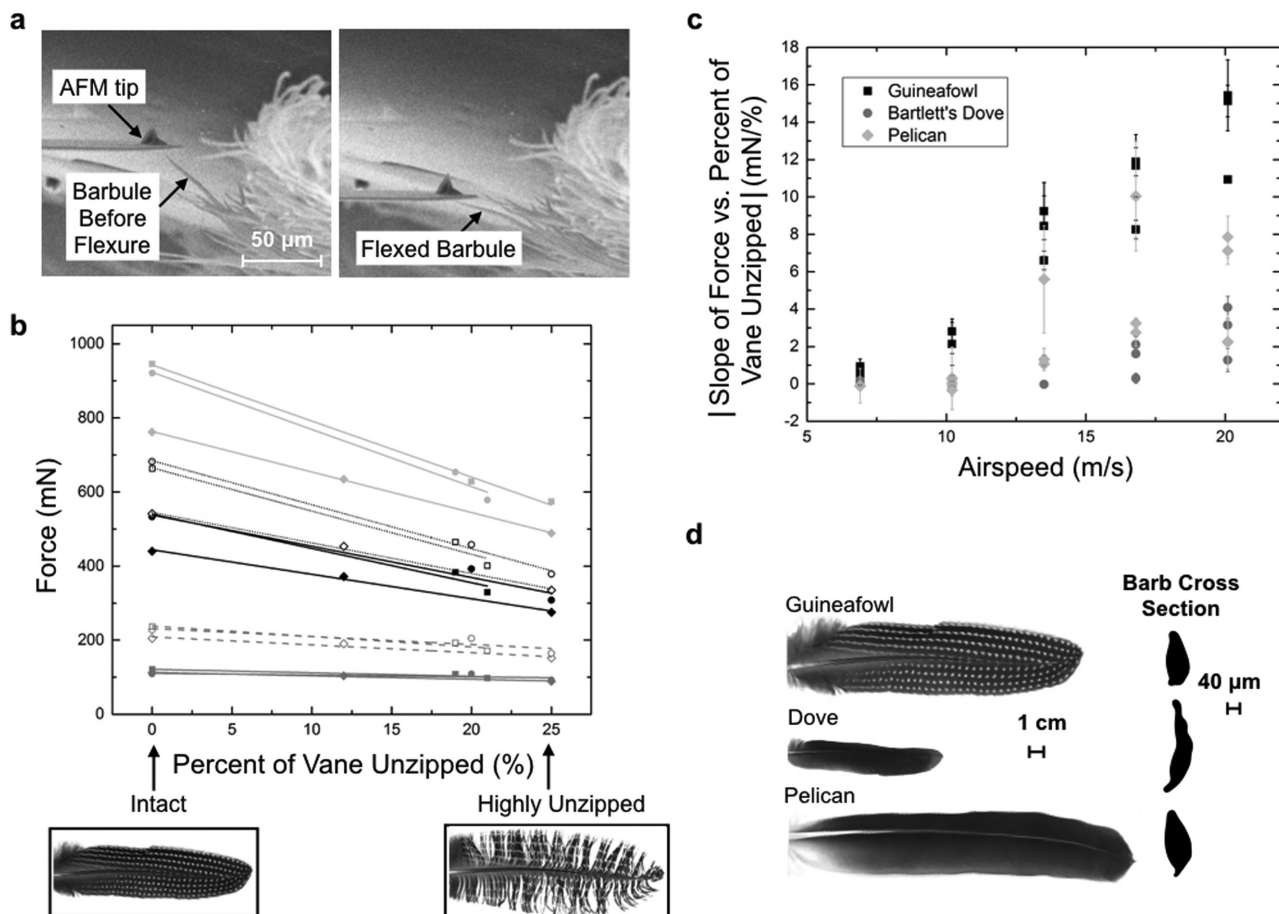 a
AFM tip
Barbule
Before
Flexure
50 µm
Flexed Barbule
b
1000
800
600
400
200
0
Force (mN)
0
5
10
15
20
25
Percent of Vane Unzipped (%)
Intact
Highly Unzipped
c
18
16
14
12
10
8
6
4
2
0
-2
| Slope of Force vs. Percent of
Vane Unzipped | (mN/%)
Guineafowl
Bartlett's Dove
Pelican
5
10
15
20
Airspeed (m/s)
d
Guineafowl
Barb Cross
Section
40 µm
Dove
1 cm
Pelican